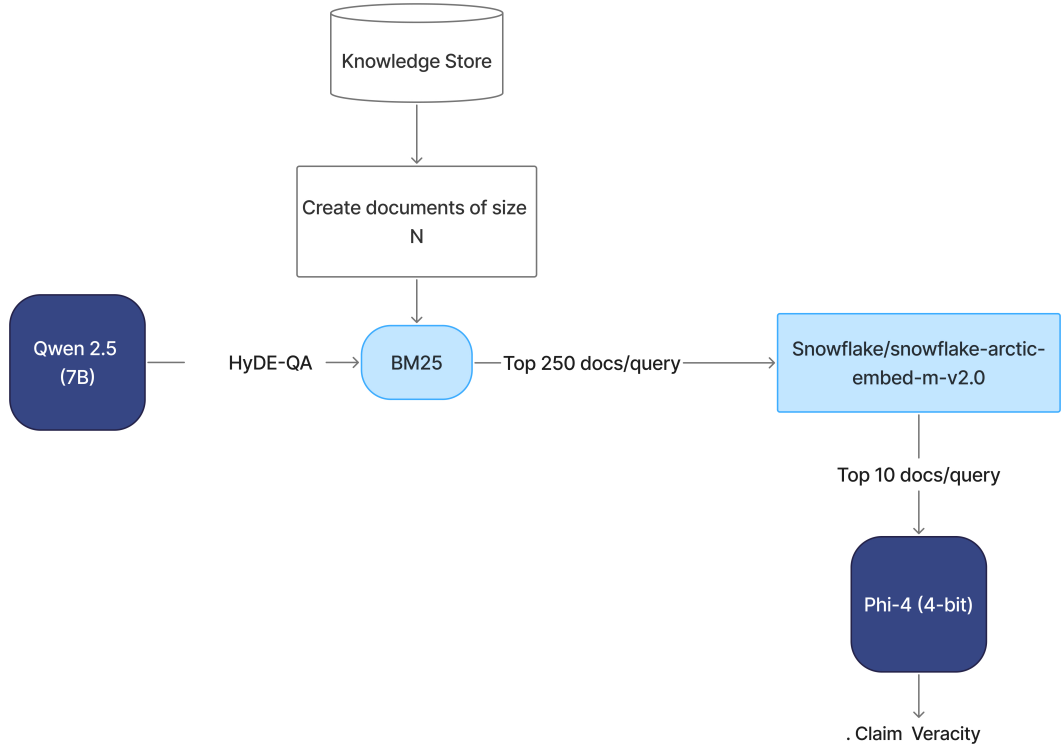 Knowledge Store
Create documents of size
N
Qwen 2.5
(7B)
HyDE-QA
BM25
Top 250 docs/query
Snowflake/snowflake-arctic-
embed-m-v2.0
Top 10 docs/query
Phi-4 (4-bit)
. Claim  Veracity